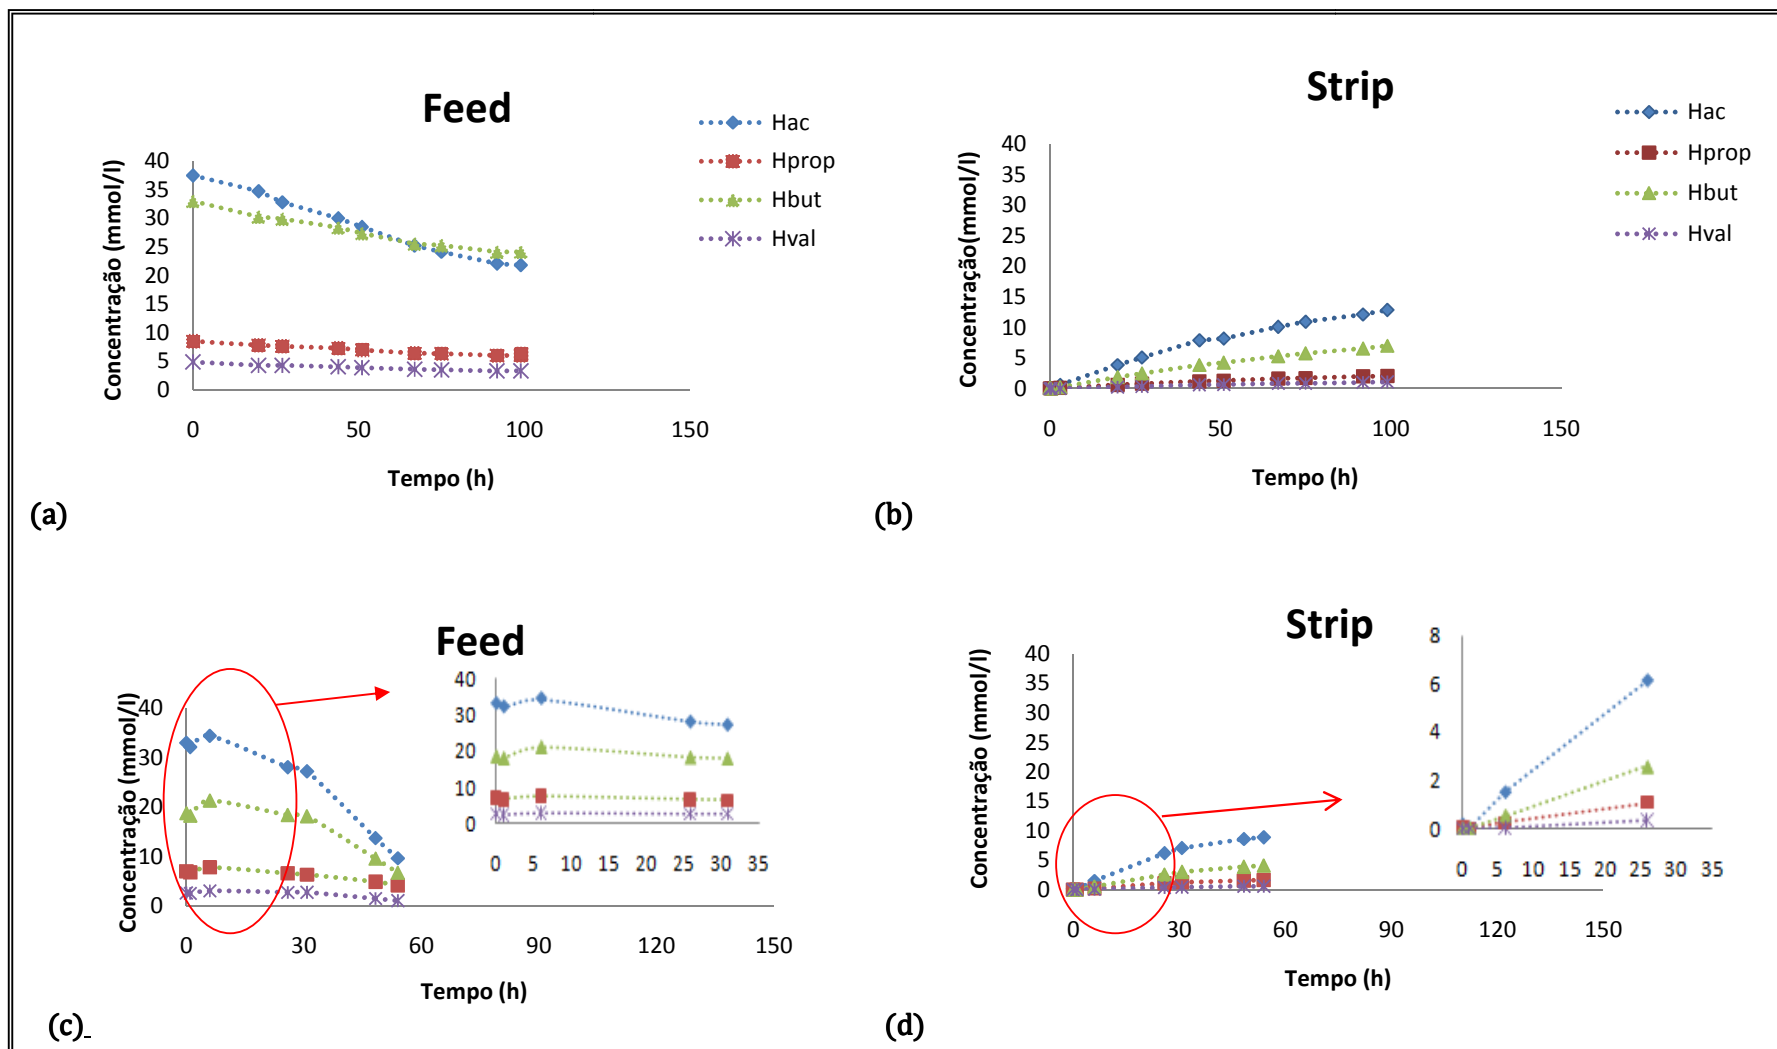 Feed
Hac
Hprop
Hbut
Hval
Concentração (mmol/l)
40
35
30
25
20
15
10
5
0
0 50 100 150
Tempo (h)
(a)
Strip
Hac
Hprop
Hbut
Hval
Concentração(mmol/l)
40
35
30
25
20
15
10
5
0
0 50 100 150
Tempo (h)
(b)
Feed
Concentração (mmol/l)
40
30
20
10
0
0 30 60 90 120 150
Tempo (h)
40
30
20
10
0
0 5 10 15 20 25 30 35
(c)
Strip
Concentração (mmol/l)
40
35
30
25
20
15
10
5
0
0 30 60 90 120 150
Tempo (h)
8
6
4
2
0
0 5 10 15 20 25 30 35
(d)